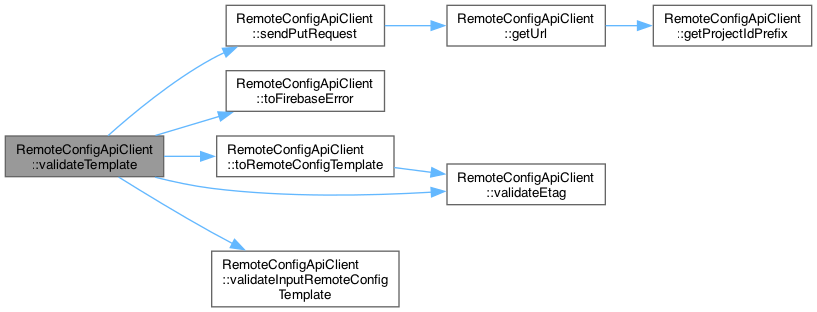 RemoteConfigApiClient
::sendPutRequest
RemoteConfigApiClient
::getUrl
RemoteConfigApiClient
::getProjectIdPrefix
RemoteConfigApiClient
::toFirebaseError
RemoteConfigApiClient
::validateTemplate
RemoteConfigApiClient
::toRemoteConfigTemplate
RemoteConfigApiClient
::validateEtag
RemoteConfigApiClient
::validateInputRemoteConfig
Template